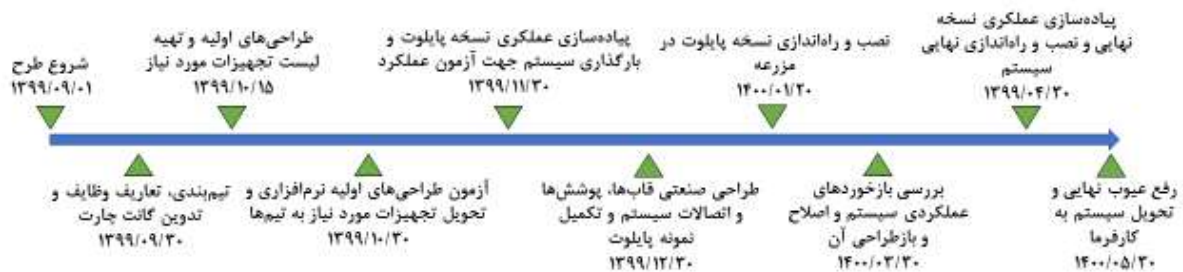 شروع طرح
۱۳۹۹/۰۹/۰۱
طراحی‌های اولیه و تهیه
لیست تجهیزات مورد نیاز
۱۳۹۹/۱۰/۱۵
پیاده‌سازی عملکردی نسخه پایلوت و
بارگذاری سیستم جهت آزمون عملکرد
۱۳۹۹/۱۱/۳۰
نصب و راه‌اندازی نسخه پایلوت در
مزرعه
۱۴۰۰/۰۱/۲۰
پیاده‌سازی عملکری نسخه
نهایی و نصب و راه‌اندازی نهایی
سیستم
۱۳۹۹/۰۴/۳۰
تیم‌بندی، تعاریف وظایف و
تدوین گانت چارت
۱۳۹۹/۰۹/۳۰
آزمون طراحی‌های اولیه نرم‌افزاری و
تحویل تجهیزات مورد نیاز به تیم‌ها
۱۳۹۹/۱۰/۳۰
طراحی صنعتی قاب‌ها، پوشش‌ها
و اتصالات سیستم و تکمیل
نمونه پایلوت
۱۳۹۹/۱۲/۳۰
بررسی بازخوردهای
عملکردی سیستم و اصلاح
و بازطراحی آن
۱۴۰۰/۰۳/۳۰
رفع عیوب نهایی و
تحویل سیستم به
کارفرما
۱۴۰۰/۰۵/۳۰